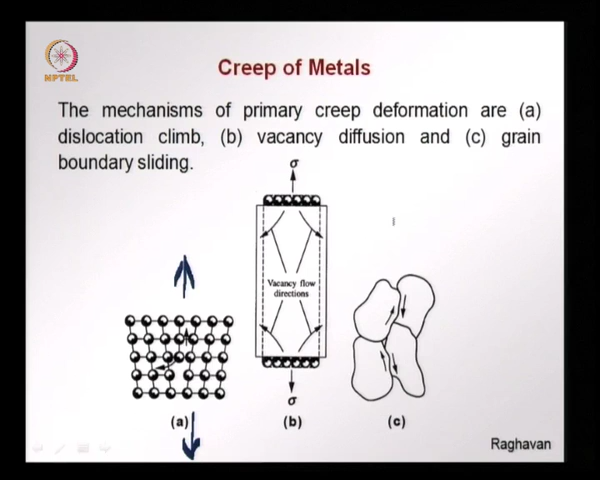 NPTEL
Creep of Metals
The mechanisms of primary creep deformation are (a)
dislocation climb, (b) vacancy diffusion and (c) grain
boundary sliding.
σ
Vacancy flow
directions
σ
(a)
(b)
(c)
Raghavan